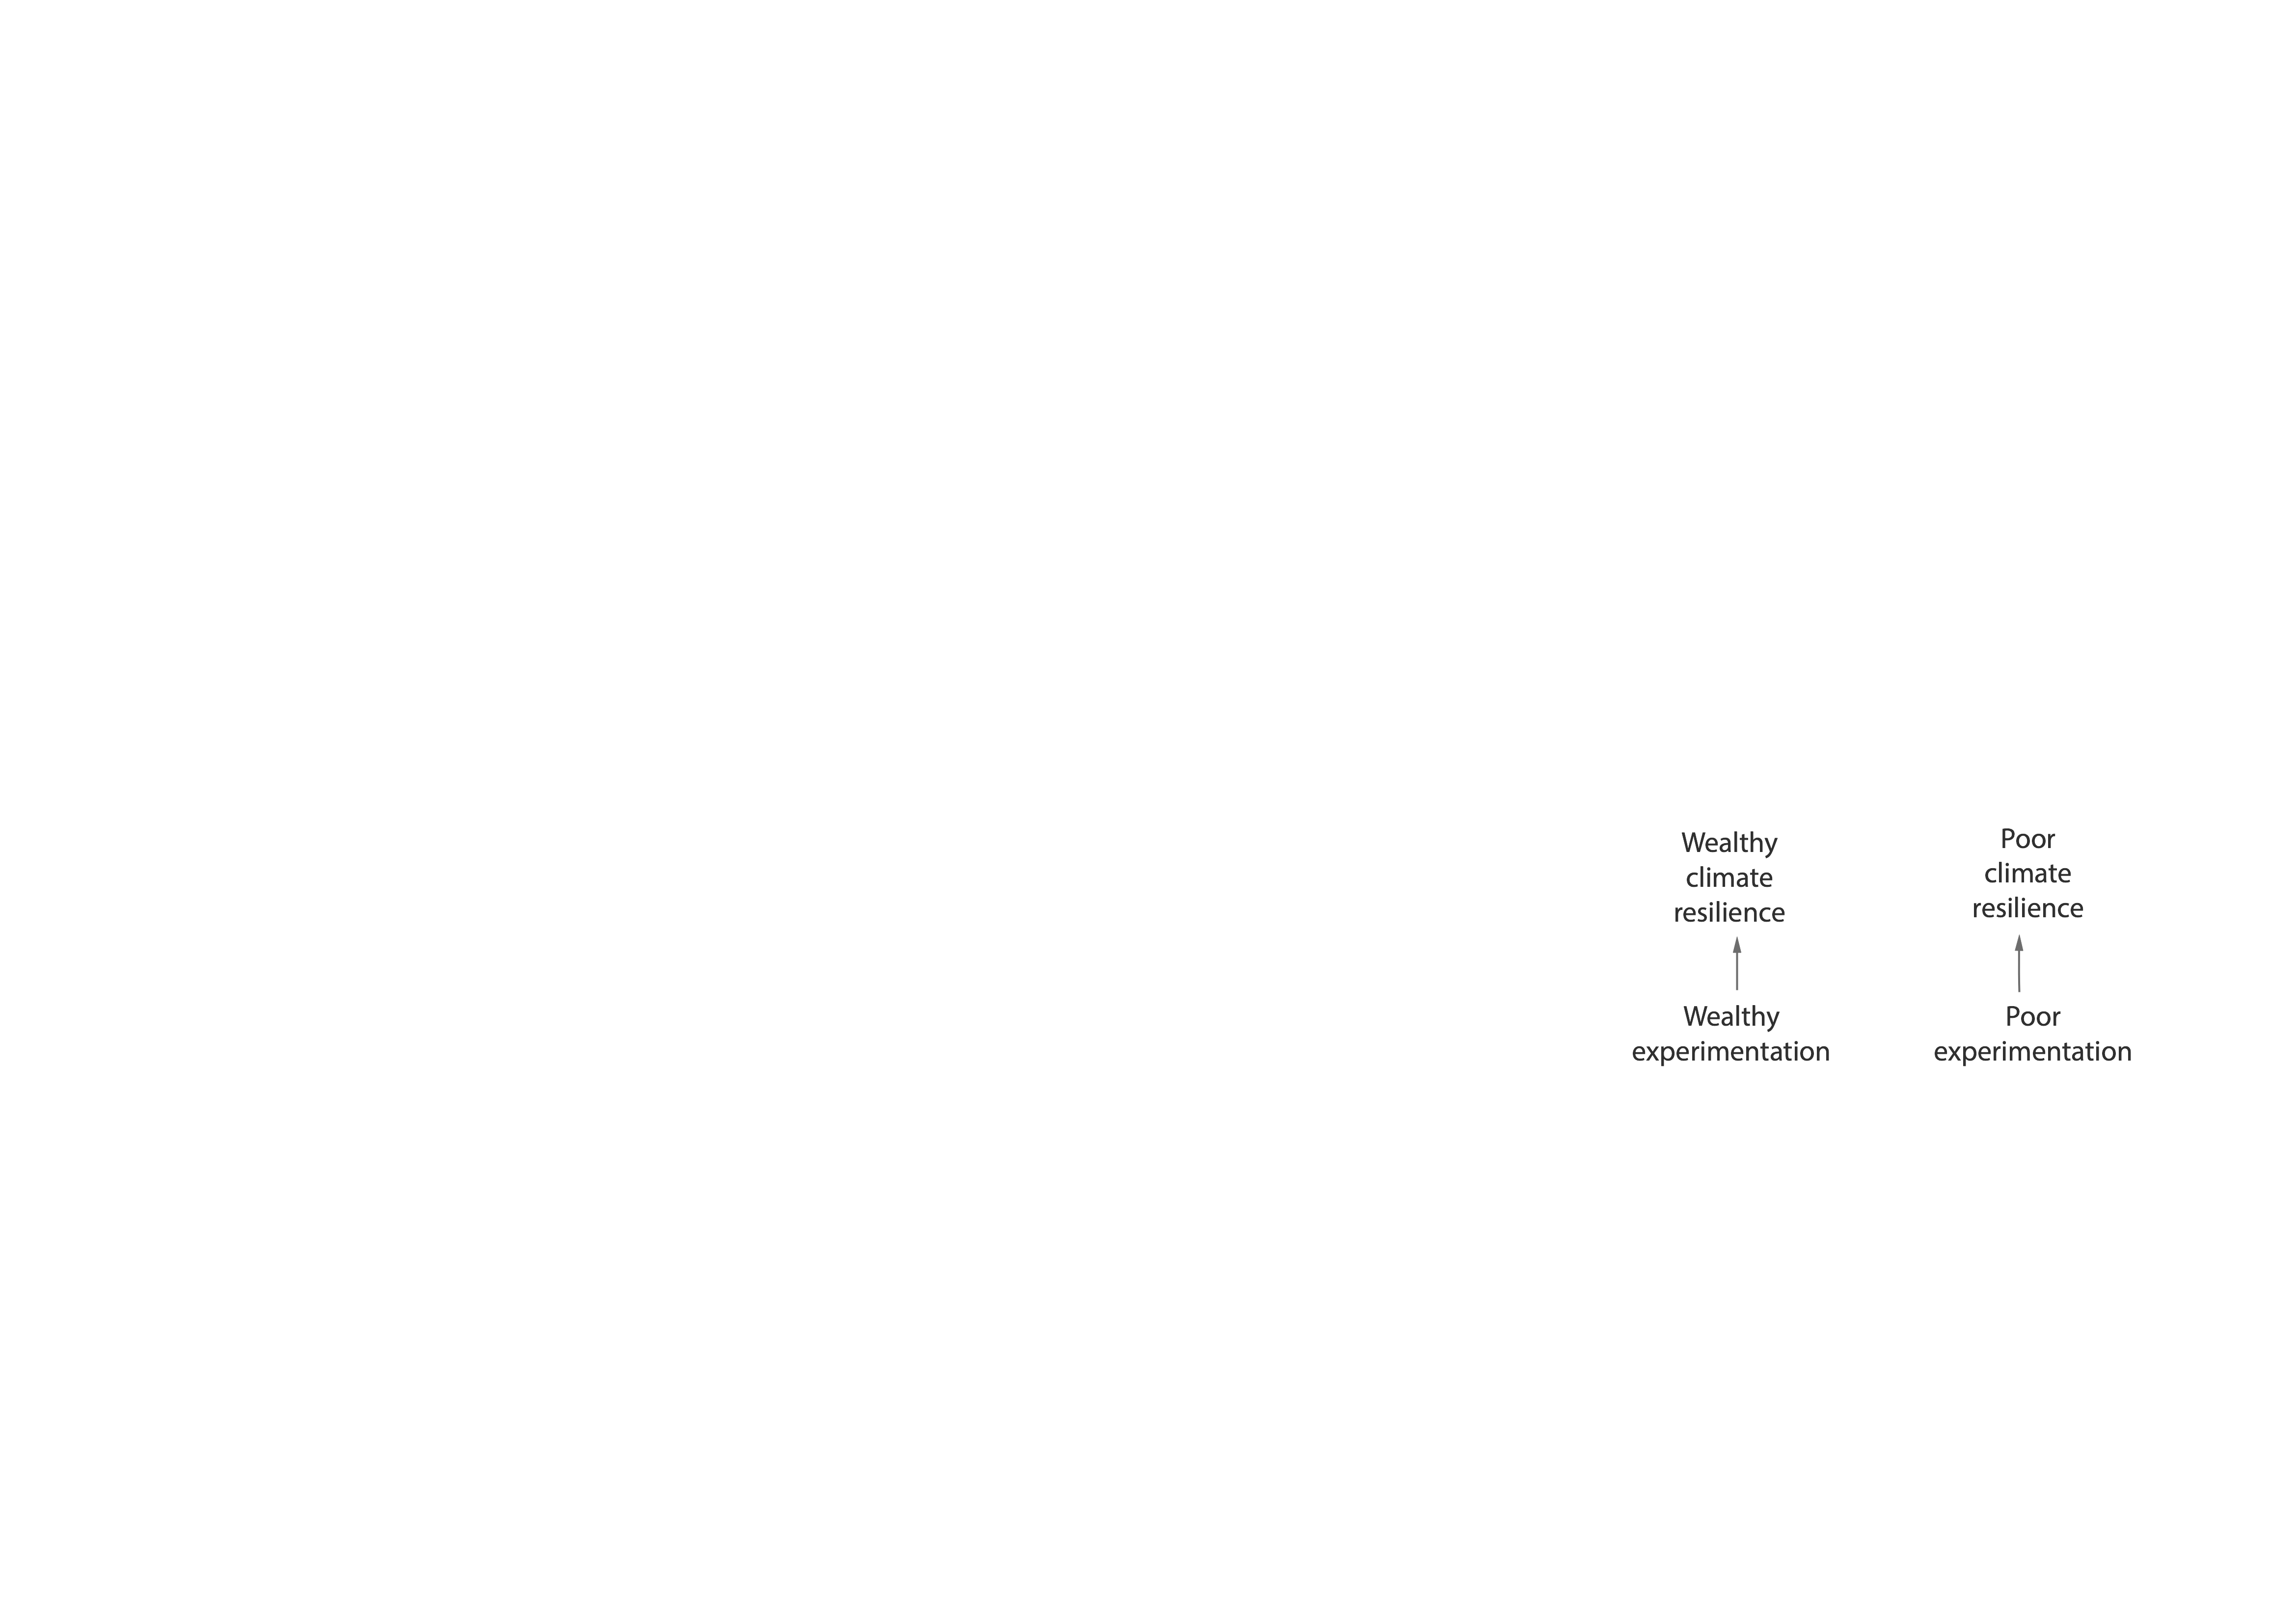 Wealthy
climate
resilience
Wealthy
experimentation
Poor
climate
resilience
Poor
experimentation